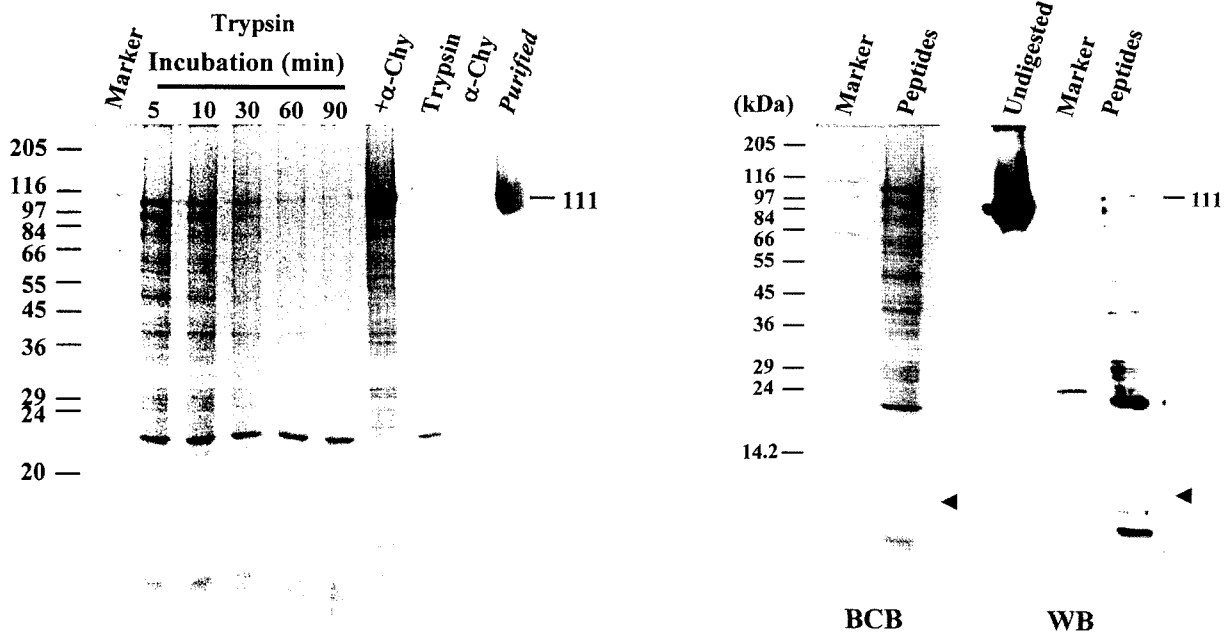 Trypsin
Incubation (min)
Marker
5 10 30 60 90
+α-Chy
Trypsin
α-Chy
Purified
205
116
97
84
66
55
45
36
29
24
20
111
(kDa)
Marker
Peptides
Undigested
Marker
Peptides
205
116
97
84
66
55
45
36
29
24
14.2
111
BCB
WB